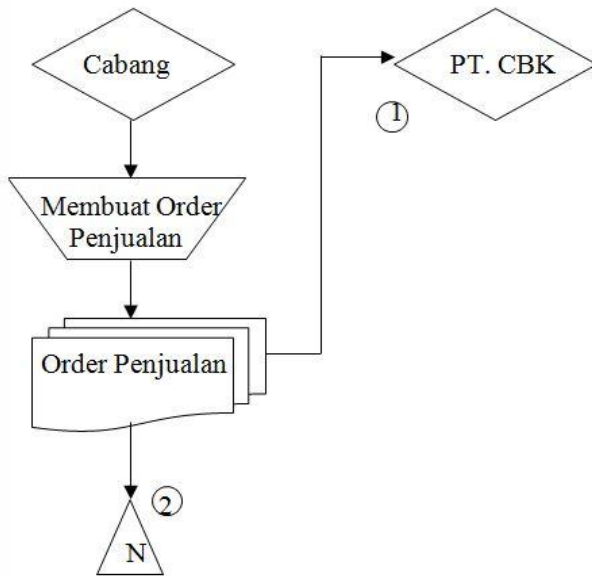 Cabang
PT. CBK
1
Membuat Order
Penjualan
Order Penjualan
2
N